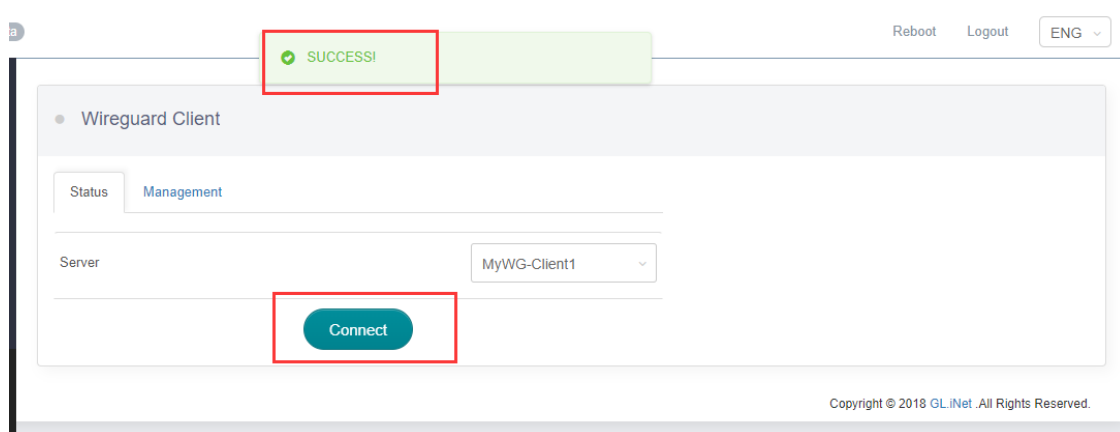 Reboot Logout ENG
SUCCESS!
Wireguard Client
Status Management
Server MyWG-Client1
Connect
Copyright © 2018 GL.iNet .All Rights Reserved.